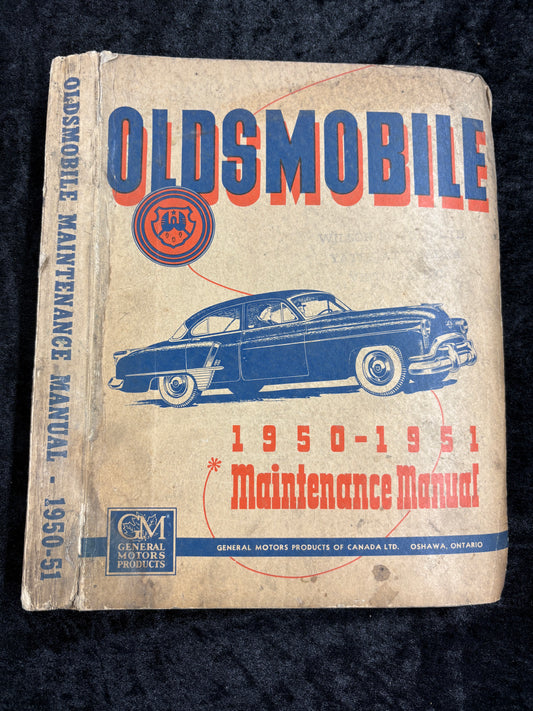 OLDSMOBILE MAINTENANCE MANUAL - 1950-51
OLDSMOBILE
1950-1951
*Maintenance Manual
GM
GENERAL
MOTORS
PRODUCTS
GENERAL MOTORS PRODUCTS OF CANADA LTD. OSHAWA, ONTARIO